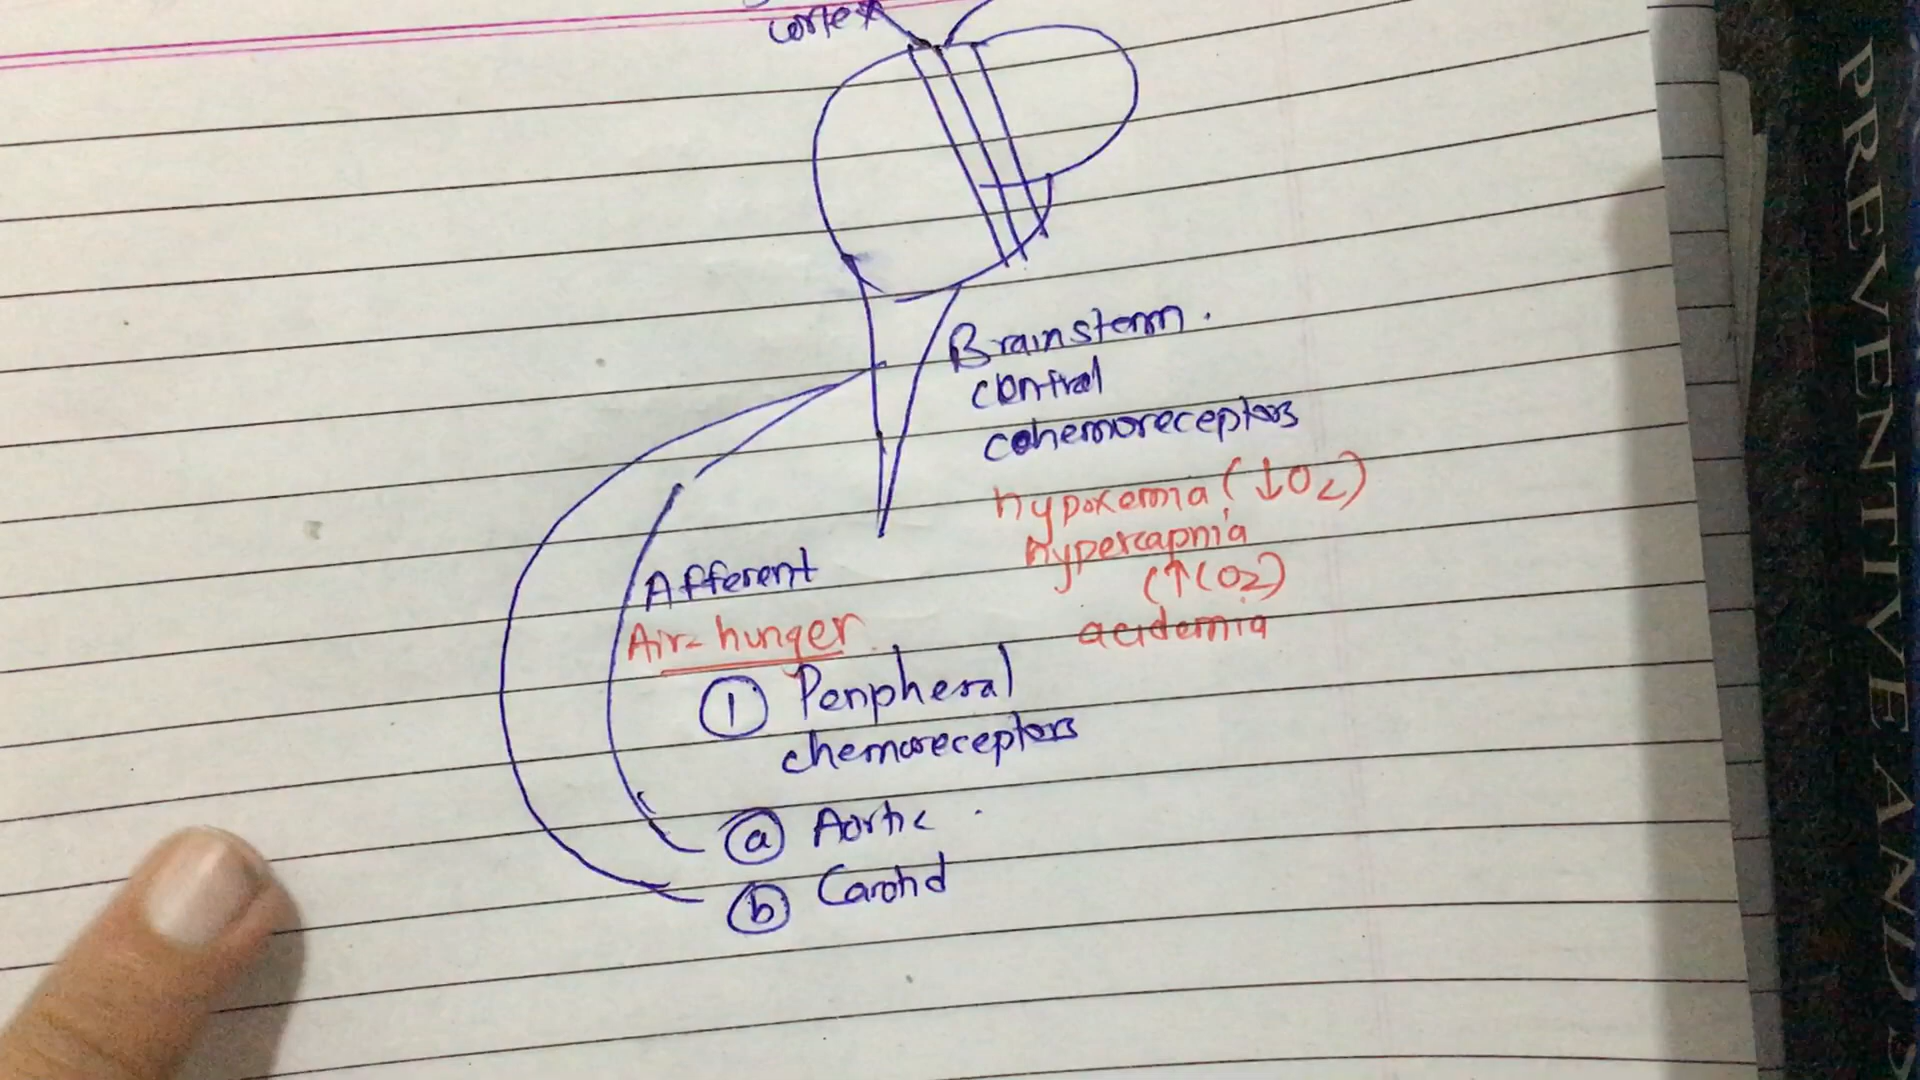 cortex
Brainstem.
central
chemoreceptors
hypoxemia (↓O2)
hypercapnia
(↑CO2)
acidemia
Afferent
Air-hunger
① Peripheral
chemoreceptors
ⓐ Aortic
ⓑ Carotid
PREVENTIVE AND S